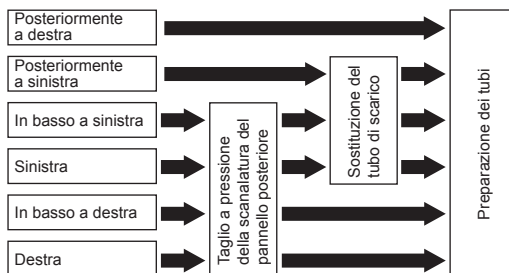 Posteriormente
a destra
Posteriormente
a sinistra
In basso a sinistra
Sinistra
In basso a destra
Destra
Taglio a pressione
della scanalatura del
pannello posteriore
Sostituzione del
tubo di scarico
Preparazione dei tubi